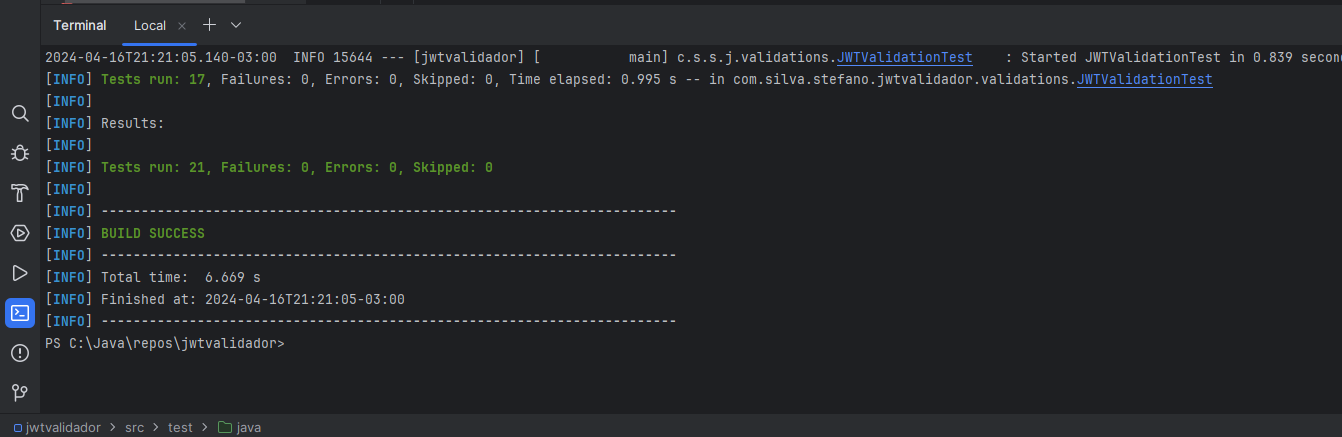 Terminal Local
2024-04-16T21:21:05.140-03:00 INFO 15644 --- [jwtvalidador] [ main] c.s.s.j.validations.JWTValidationTest : Started JWTValidationTest in 0.839 secon
[INFO] Tests run: 17, Failures: 0, Errors: 0, Skipped: 0, Time elapsed: 0.995 s -- in com.silva.stefano.jwtvalidador.validations.JWTValidationTest
[INFO]
[INFO] Results:
[INFO]
[INFO] Tests run: 21, Failures: 0, Errors: 0, Skipped: 0
[INFO]
[INFO] ------------------------------------------------------------------------
[INFO] BUILD SUCCESS
[INFO] ------------------------------------------------------------------------
[INFO] Total time: 6.669 s
[INFO] Finished at: 2024-04-16T21:21:05-03:00
[INFO] ------------------------------------------------------------------------
PS C:\Java\repos\jwtvalidador>
jwtvalidador > src > test > java